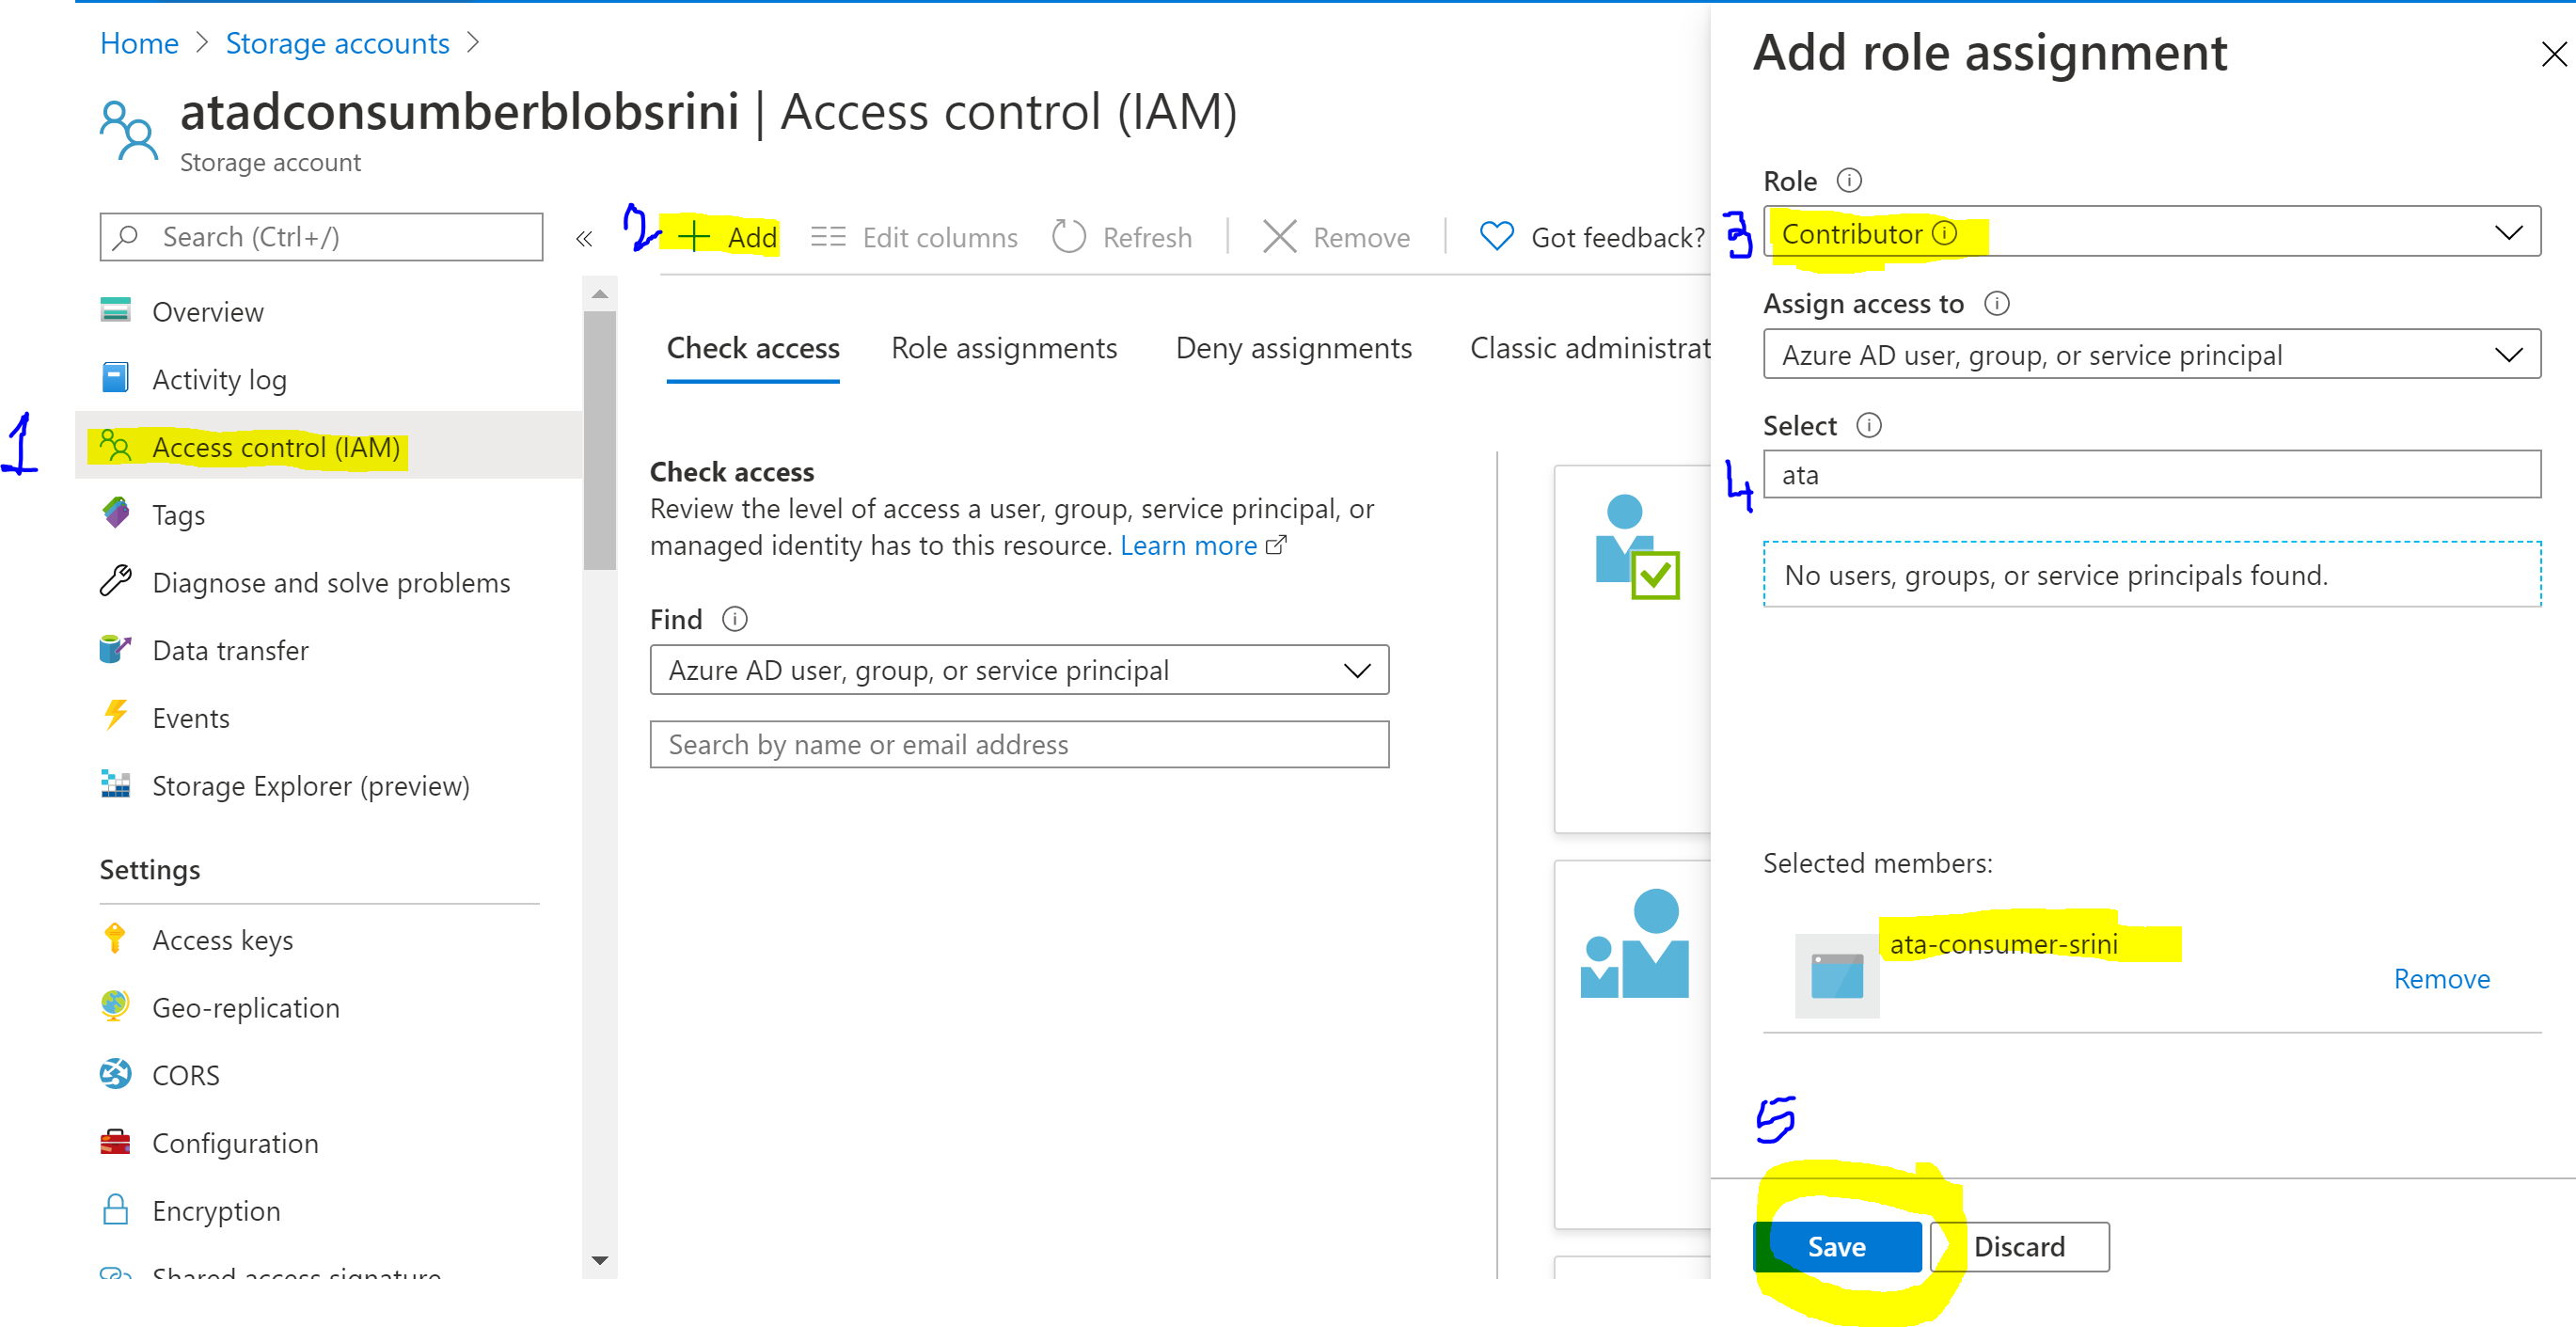 Home > Storage accounts >
atadconsumberblobsrini | Access control (IAM)
Storage account
Search (Ctrl+/)
«
Overview
Activity log
1
Access control (IAM)
Tags
Diagnose and solve problems
Data transfer
Events
Storage Explorer (preview)
Settings
Access keys
Geo-replication
CORS
Configuration
Encryption
Shared access signature
2 + Add Edit columns Refresh Remove Got feedback?
Check access Role assignments Deny assignments Classic administrat
Check access
Review the level of access a user, group, service principal, or
managed identity has to this resource. Learn more
Find
Azure AD user, group, or service principal
Search by name or email address
Add role assignment
Role
3 Contributor
Assign access to
Azure AD user, group, or service principal
Select
4 ata
No users, groups, or service principals found.
Selected members:
ata-consumer-srini
Remove
5
Save Discard